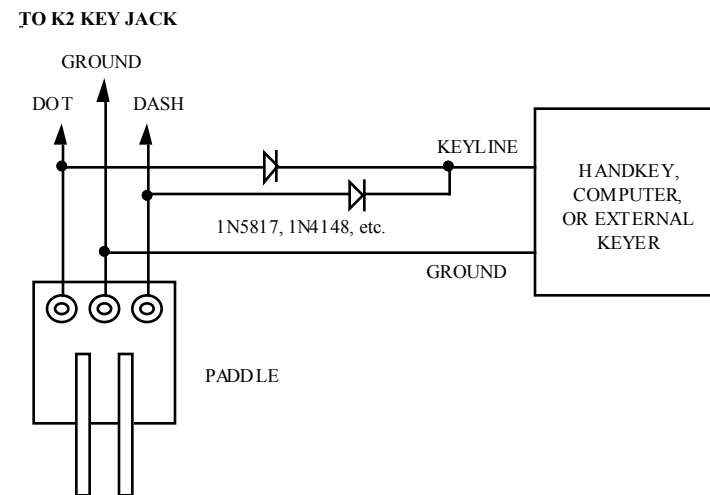 TO K2 KEY JACK
GROUND
DOT
DASH
KEYLINE
HANDKEY,
COMPUTER,
OR EXTERNAL
KEYER
1N5817, 1N4148, etc.
GROUND
PADDLE